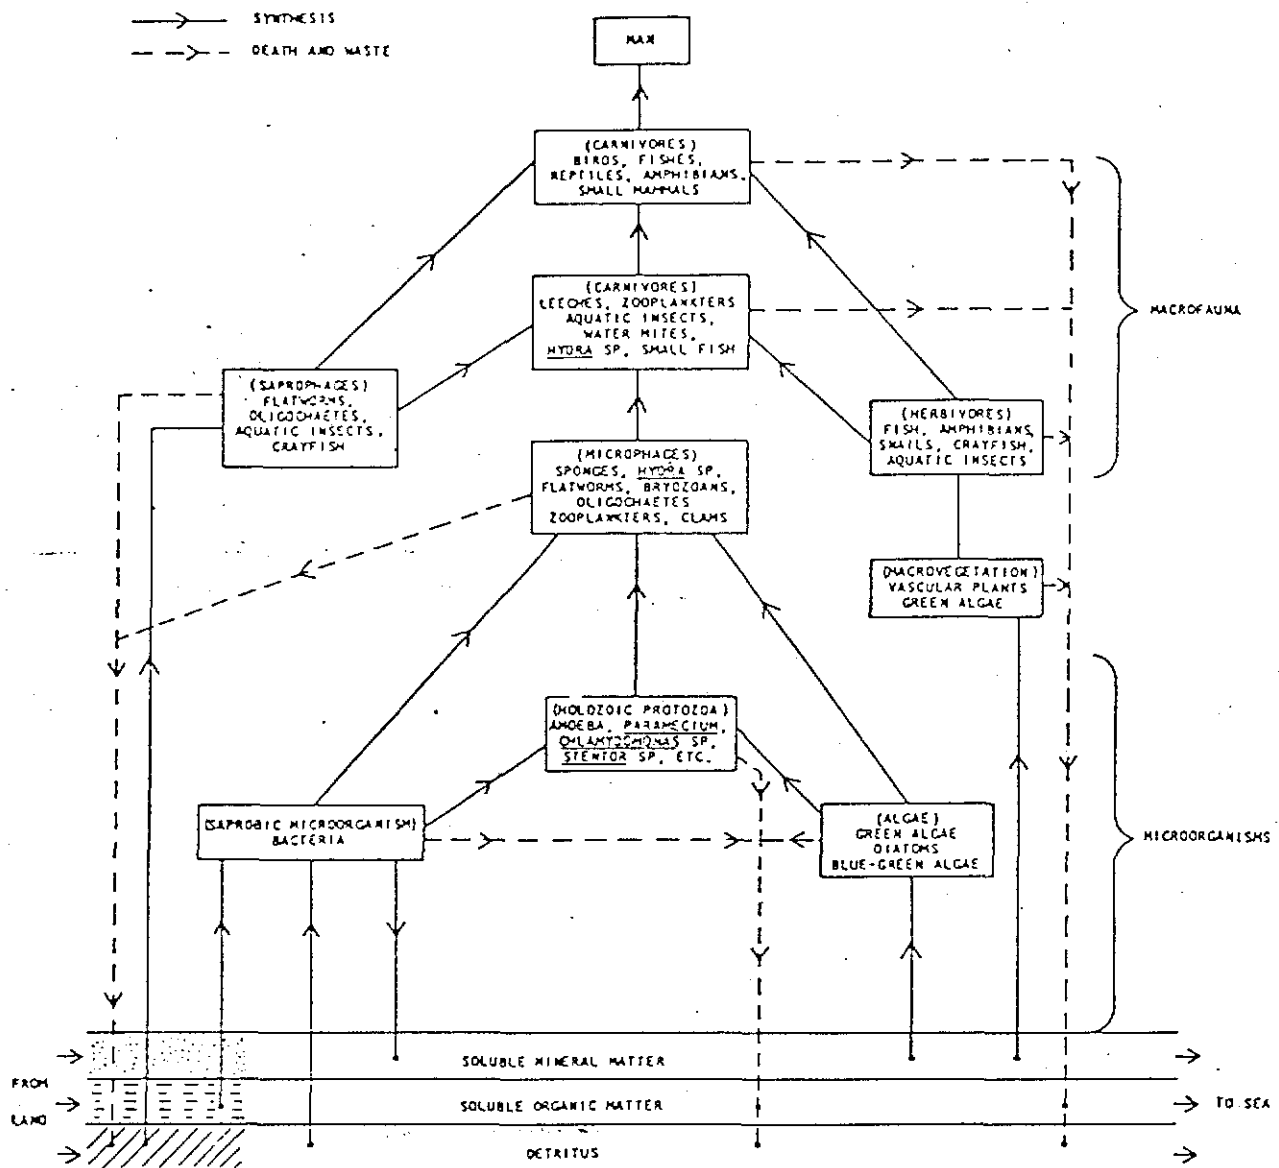 SYNTHESIS
DEATH AND WASTE
MAN
(CARNIVORES)
BIRDS, FISHES,
REPTILES, AMPHIBIANS,
SMALL MAMMALS
(CARNIVORES)
LEECHES, ZOOPLANKTERS
AQUATIC INSECTS,
WATER MITES,
HYDRA SP, SMALL FISH
MACROFAUNA
(SAPROPHAGES)
FLATWORMS,
OLIGOCHAETES,
AQUATIC INSECTS,
CRAYFISH
(HERBIVORES)
FISH, AMPHIBIANS,
SNAILS, CRAYFISH,
AQUATIC INSECTS
(MICROPHAGES)
SPONGES, HYDRA SP,
FLATWORMS, BRYOZOANS,
OLIGOCHAETES
ZOOPLANKTERS, CLAMS
(MACROVEGETATION)
VASCULAR PLANTS
GREEN ALGAE
(HOLOZOIC PROTOZOA)
AMOEBA, PARAMECIUM,
CHLAMYDOMONAS SP,
STENTOR SP, ETC.
(SAPROBIC MICROORGANISM)
BACTERIA
(ALGAE)
GREEN ALGAE
DIATOMS
BLUE-GREEN ALGAE
MICROORGANISMS
SOLUBLE MINERAL MATTER
FROM
LAND
SOLUBLE ORGANIC MATTER
TO SEA
DETRITUS